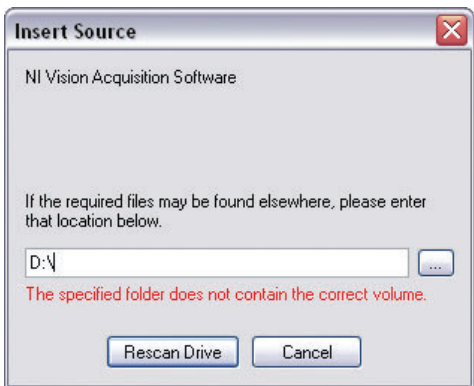 Insert Source
NI Vision Acquisition Software
If the required files may be found elsewhere, please enter
that location below.
D:\
...
The specified folder does not contain the correct volume.
Rescan Drive
Cancel